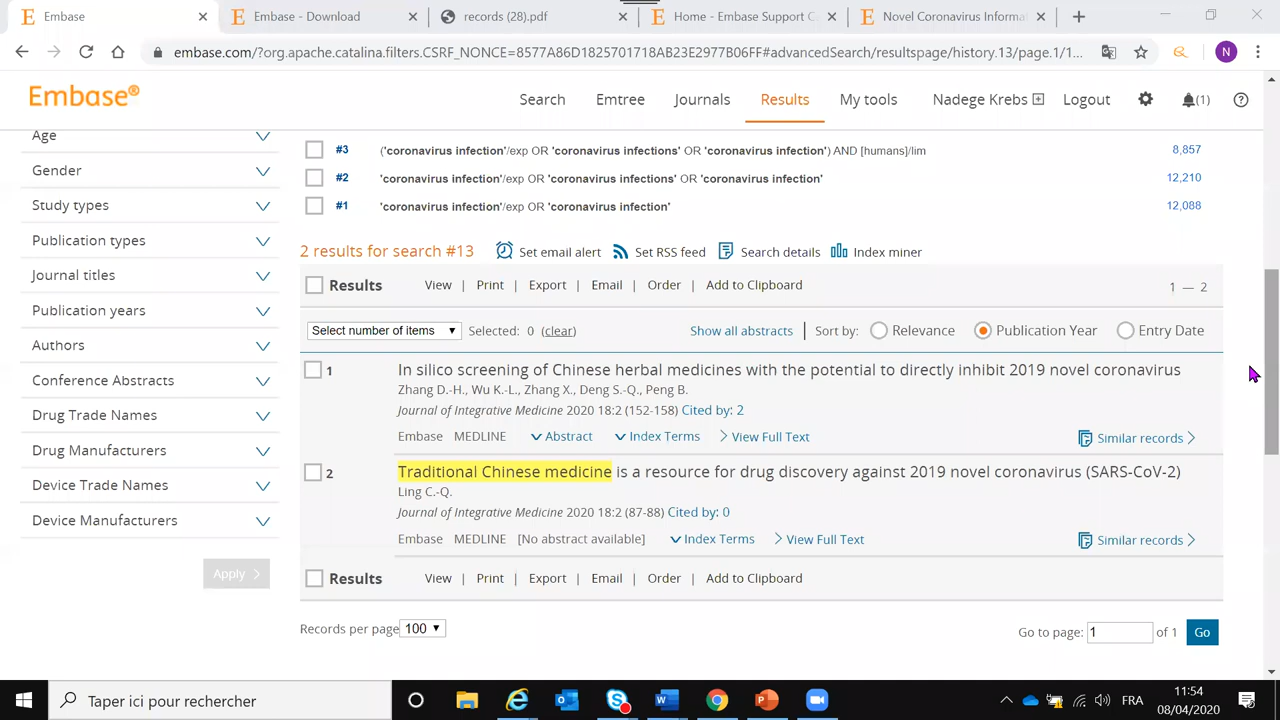 Embase
Embase - Download
records (28).pdf
Home - Embase Support C
Novel Coronavirus Informat
embase.com/?org.apache.catalina.filters.CSRF_NONCE=8577A86D1825701718AB23E2977B06FF#advancedSearch/resultspage/history.13/page.1/1...
N
Embase®
Search
Emtree
Journals
Results
My tools
Nadege Krebs
Logout
(1)
Age
Gender
Study types
Publication types
Journal titles
Publication years
Authors
Conference Abstracts
Drug Trade Names
Drug Manufacturers
Device Trade Names
Device Manufacturers
Apply
#3 ('coronavirus infection'/exp OR 'coronavirus infections' OR 'coronavirus infection') AND [humans]/lim 8,857
#2 'coronavirus infection'/exp OR 'coronavirus infections' OR 'coronavirus infection' 12,210
#1 'coronavirus infection'/exp OR 'coronavirus infection' 12,088
2 results for search #13 Set email alert Set RSS feed Search details Index miner
Results View | Print | Export | Email | Order | Add to Clipboard 1 — 2
Select number of items Selected: 0 (clear) Show all abstracts | Sort by: Relevance Publication Year Entry Date
1 In silico screening of Chinese herbal medicines with the potential to directly inhibit 2019 novel coronavirus
Zhang D.-H., Wu K.-L., Zhang X., Deng S.-Q., Peng B.
Journal of Integrative Medicine 2020 18:2 (152-158) Cited by: 2
Embase MEDLINE Abstract Index Terms View Full Text Similar records
2 Traditional Chinese medicine is a resource for drug discovery against 2019 novel coronavirus (SARS-CoV-2)
Ling C.-Q.
Journal of Integrative Medicine 2020 18:2 (87-88) Cited by: 0
Embase MEDLINE [No abstract available] Index Terms View Full Text Similar records
Results View | Print | Export | Email | Order | Add to Clipboard
Records per page 100 Go to page: 1 of 1 Go
Taper ici pour rechercher
FRA
11:54
08/04/2020